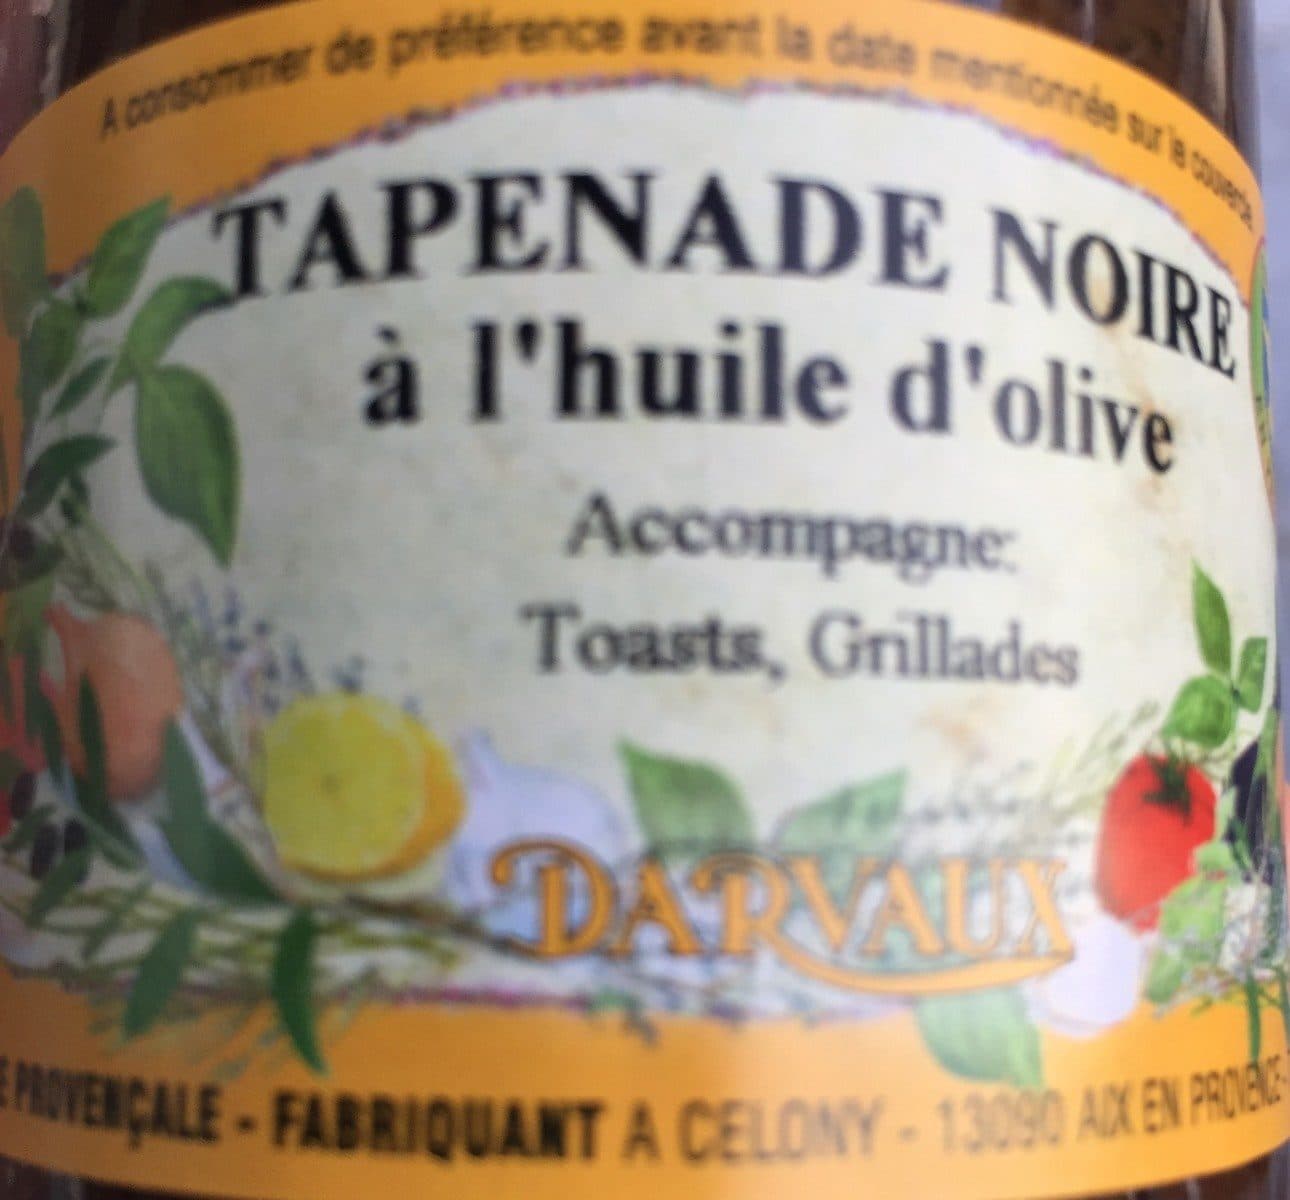 A consommer de préférence avant la date mentionnée sur le couvercle
TAPENADE NOIRE
à l'huile d'olive
Accompagne:
Toasts, Grillades
DARVAUX
E PROVENÇALE - FABRIQUANT A CELONY - 13090 AIX EN PROVENCE -